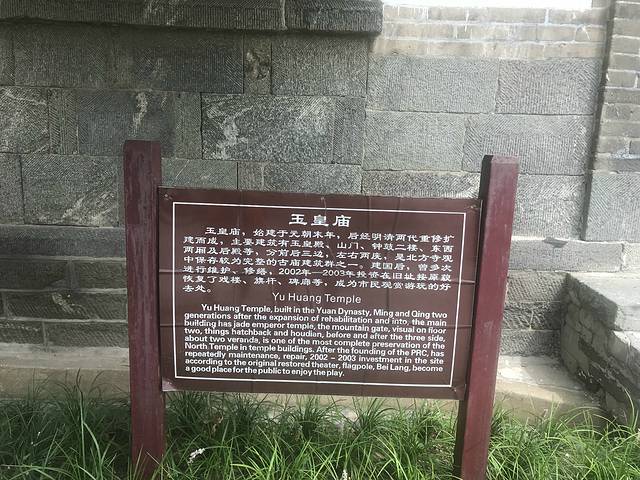 玉皇庙
玉皇庙，始建于元朝末年，后经明清两代重修扩
建而成，主要建筑有玉皇殿、山门、钟鼓二楼、东西
两厢及后殿等，分前后三边，左右两庑，是北方寺观
中保存较为完整的古庙建筑群之一。建国后，曾多次
进行维护、修缮，2002年—2003年投资在旧址按原貌
恢复了戏楼、旗杆、碑廊等，成为市民观赏游玩的好
去处。
Yu Huang Temple
Yu Huang Temple, built in the Yuan Dynasty, Ming and Qing two
generations after the expansion of rehabilitation and into, the main
building has jade emperor temple, the mountain gate, visual on floor
two, things hatchback and houdian, before and after the three side,
about two veranda, is one of the most complete preservation of the
North Temple in temple buildings. After the founding of the PRC, has
repeatedly maintenance, repair, 2002 - 2003 investment in the site
according to the original restored theater, flagpole, Bei Lang, become
a good place for the public to enjoy the play.